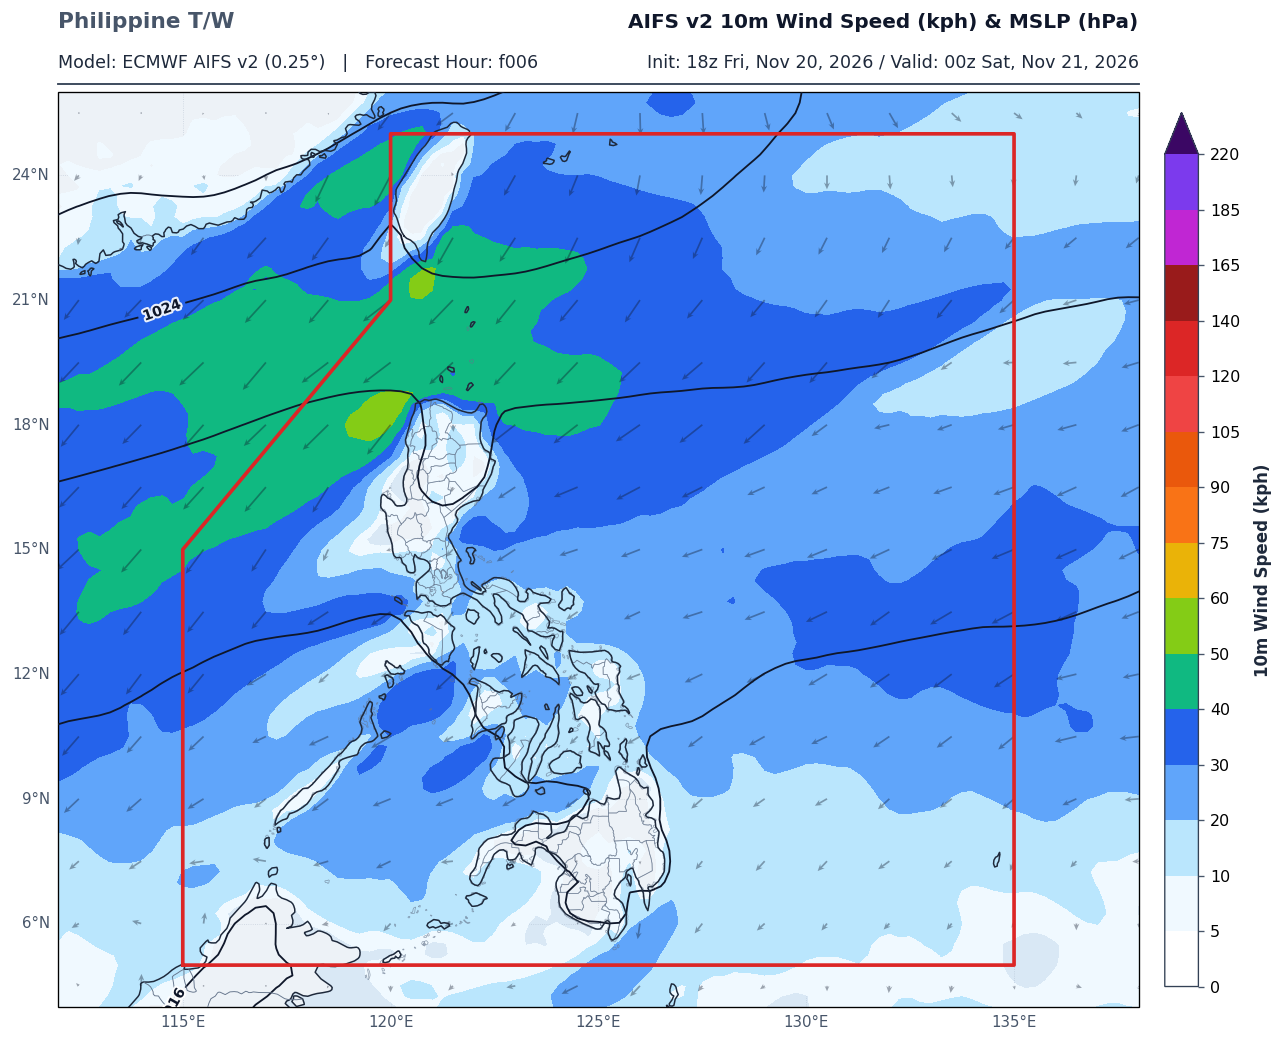 Philippine T/W
AIFS v2 10m Wind Speed (kph) & MSLP (hPa)
Model: ECMWF AIFS v2 (0.25°) | Forecast Hour: f006
Init: 18z Fri, Nov 20, 2026 / Valid: 00z Sat, Nov 21, 2026
24°N
21°N
18°N
15°N
12°N
9°N
6°N
1024
016
115°E
120°E
125°E
130°E
135°E
220
185
165
140
120
105
90
75
60
50
40
30
20
10
5
0
10m Wind Speed (kph)